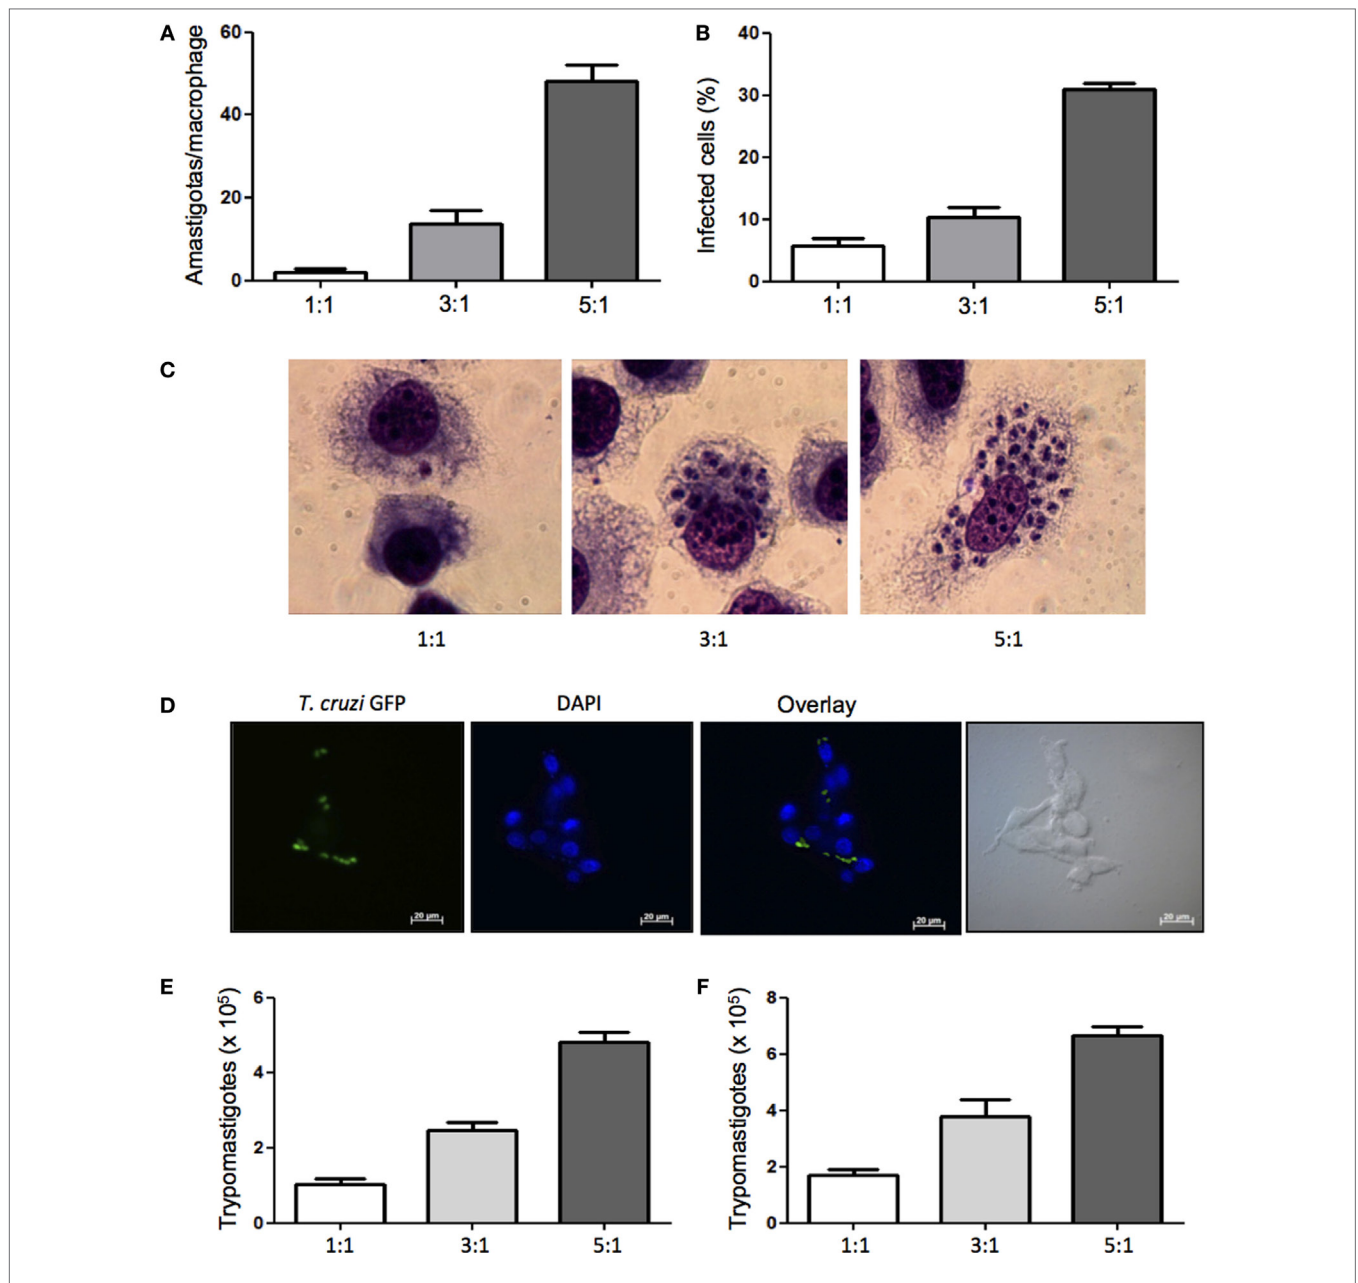 A
Amastigotas/macrophage
60
40
20
0
1:1
3:1
5:1
B
Infected cells (%)
40
30
20
10
0
1:1
3:1
5:1
C
1:1
3:1
5:1
D
T. cruzi GFP
DAPI
Overlay
20 µm
20 µm
20 µm
20 µm
E
Trypomastigotes (x 10⁵)
6
4
2
0
1:1
3:1
5:1
F
Trypomastigotes (x 10⁵)
8
6
4
2
0
1:1
3:1
5:1